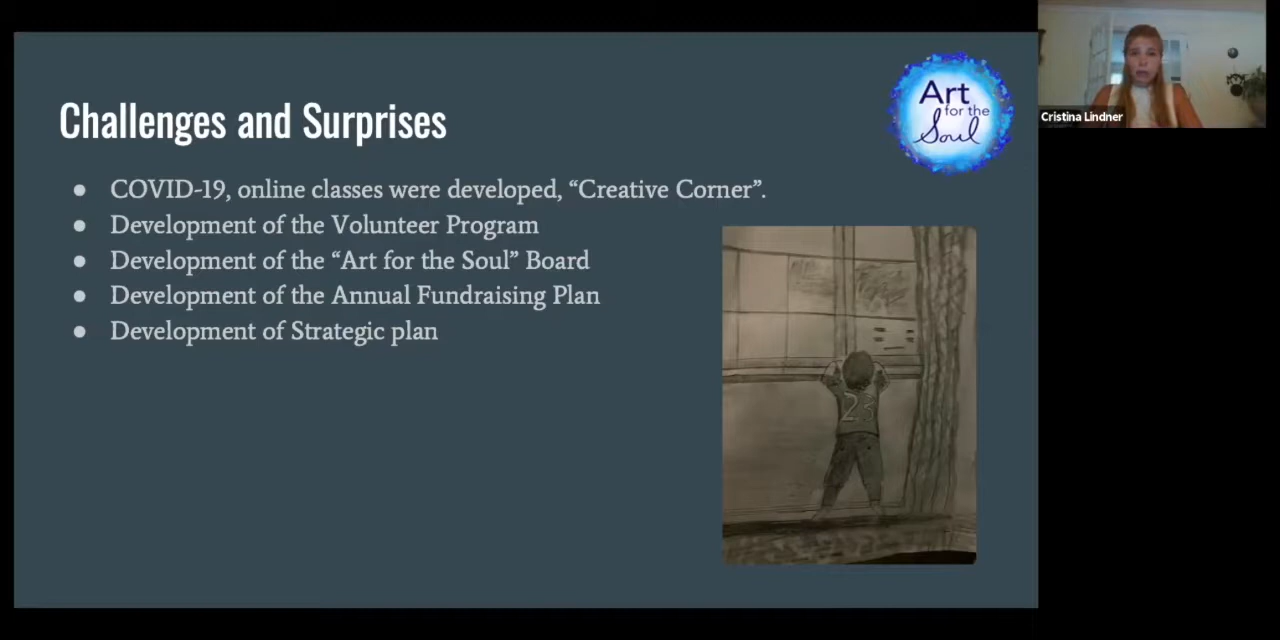 Challenges and Surprises
Art
for the
Soul
Cristina Lindner
COVID-19, online classes were developed, “Creative Corner”.
Development of the Volunteer Program
Development of the “Art for the Soul” Board
Development of the Annual Fundraising Plan
Development of Strategic plan
23